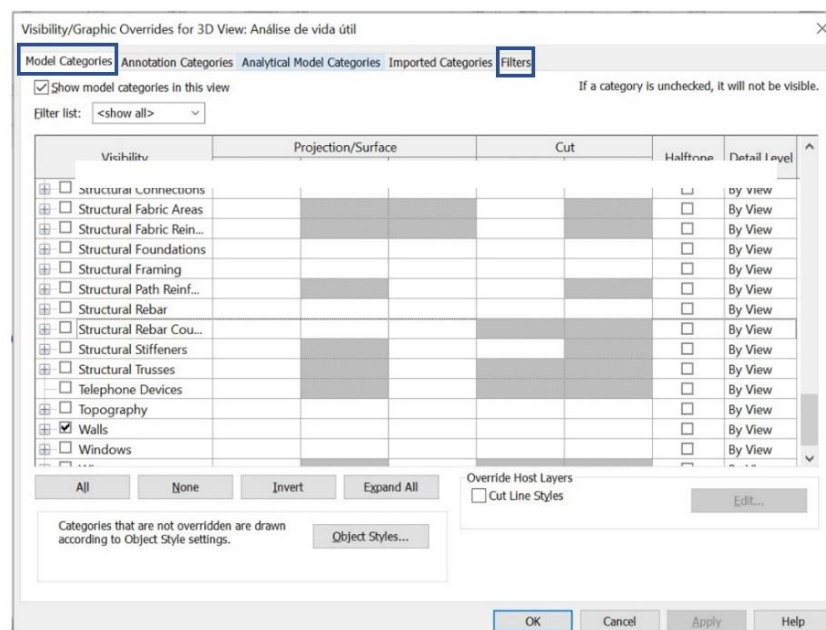 Visibility/Graphic Overrides for 3D View: Análise de vida útil
Model Categories Annotation Categories Analytical Model Categories Imported Categories Filters
Show model categories in this view
If a category is unchecked, it will not be visible.
Filter list: <show all>
Visibility Projection/Surface Cut Halftone Detail Level
Structural Connections By View
Structural Fabric Areas By View
Structural Fabric Rein... By View
Structural Foundations By View
Structural Framing By View
Structural Path Reinf... By View
Structural Rebar By View
Structural Rebar Cou... By View
Structural Stiffeners By View
Structural Trusses By View
Telephone Devices By View
Topography By View
Walls By View
Windows By View
All None Invert Expand All
Override Host Layers
Cut Line Styles Edit...
Categories that are not overridden are drawn
according to Object Style settings.
Object Styles...
OK Cancel Apply Help